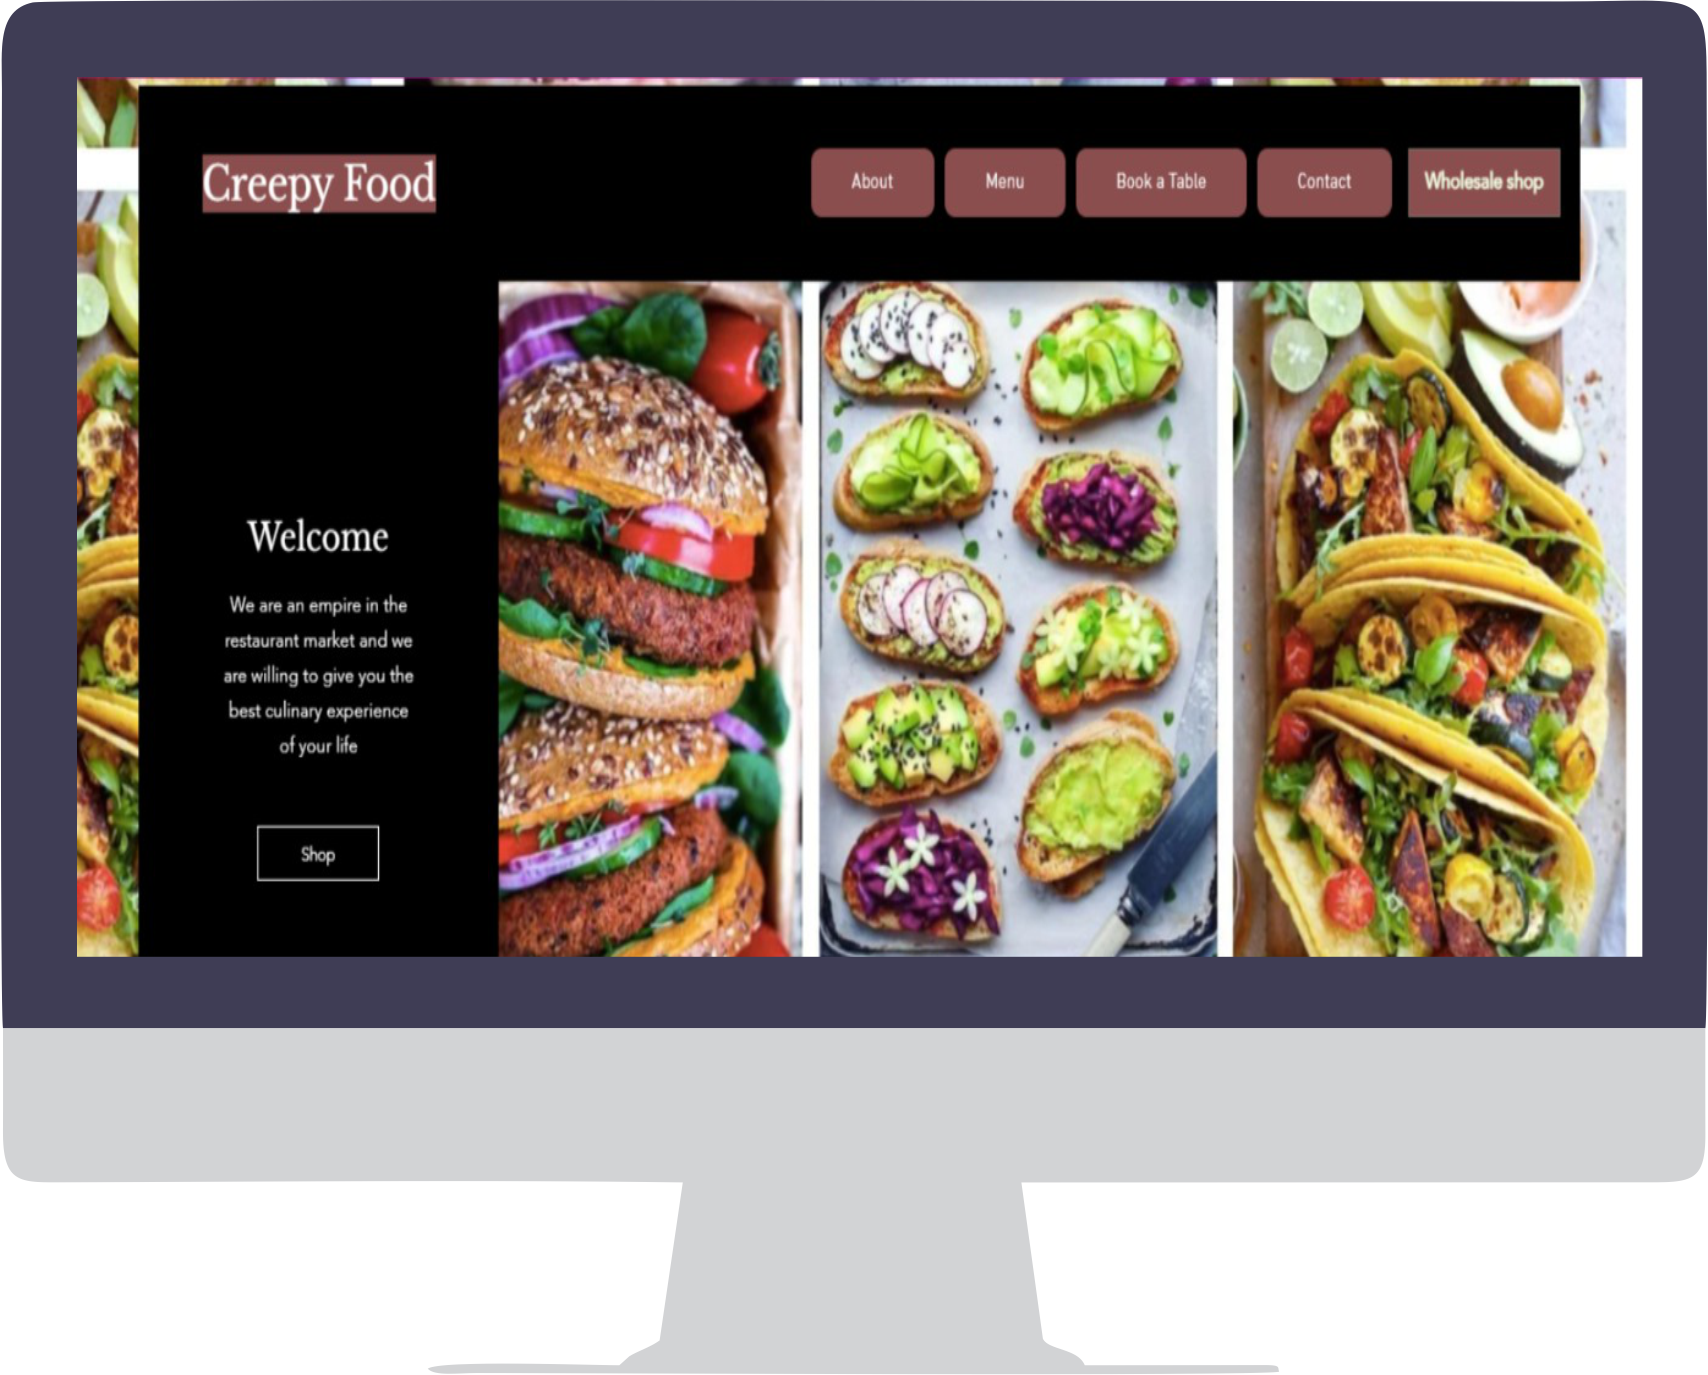 Creepy Food
About
Menu
Book a Table
Contact
Wholesale shop
Welcome
We are an empire in the
restaurant market and we
are willing to give you the
best culinary experience
of your life
Shop